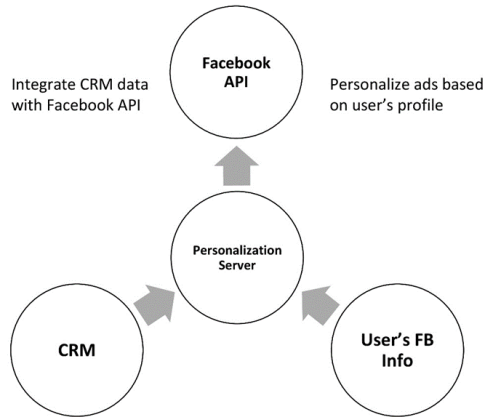 Facebook
API
Integrate CRM data
with Facebook API
Personalize ads based
on user’s profile
Personalization
Server
CRM
User’s FB
Info